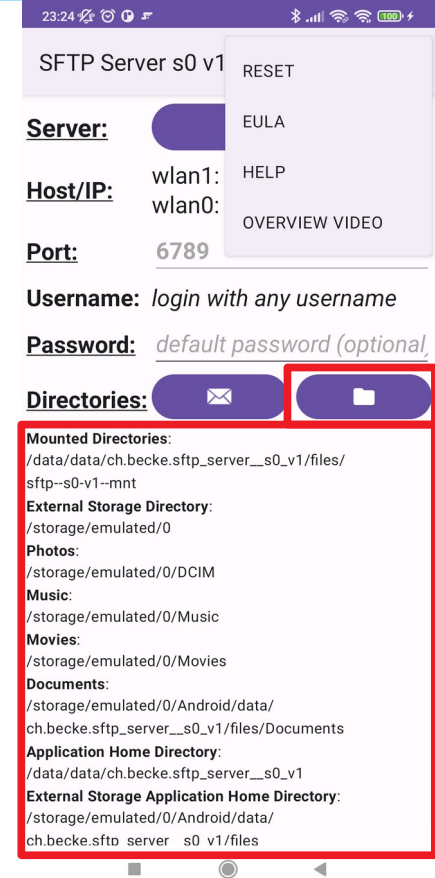 23:24
100
SFTP Server s0 v1
RESET
EULA
HELP
OVERVIEW VIDEO
Server:
Host/IP:
wlan1:
wlan0:
Port:
6789
Username: login with any username
Password: default password (optional,
Directories:
Mounted Directories:
/data/data/ch.becke.sftp_server__s0_v1/files/
sftp--s0-v1--mnt
External Storage Directory:
/storage/emulated/0
Photos:
/storage/emulated/0/DCIM
Music:
/storage/emulated/0/Music
Movies:
/storage/emulated/0/Movies
Documents:
/storage/emulated/0/Android/data/
ch.becke.sftp_server__s0_v1/files/Documents
Application Home Directory:
/data/data/ch.becke.sftp_server__s0_v1
External Storage Application Home Directory:
/storage/emulated/0/Android/data/
ch.becke.sftp_server__s0_v1/files